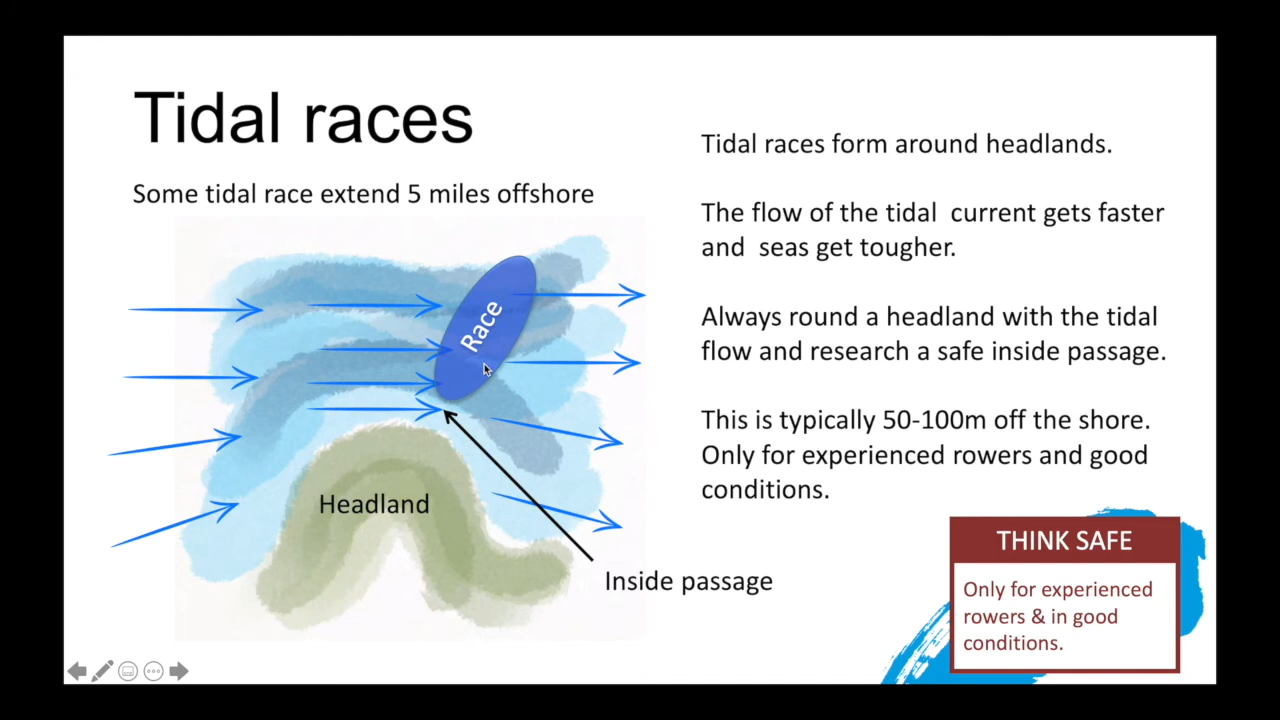 Tidal races
Some tidal race extend 5 miles offshore
Race
Headland
Inside passage
Tidal races form around headlands.
The flow of the tidal current gets faster
and seas get tougher.
Always round a headland with the tidal
flow and research a safe inside passage.
This is typically 50-100m off the shore.
Only for experienced rowers and good
conditions.
THINK SAFE
Only for experienced
rowers & in good
conditions.